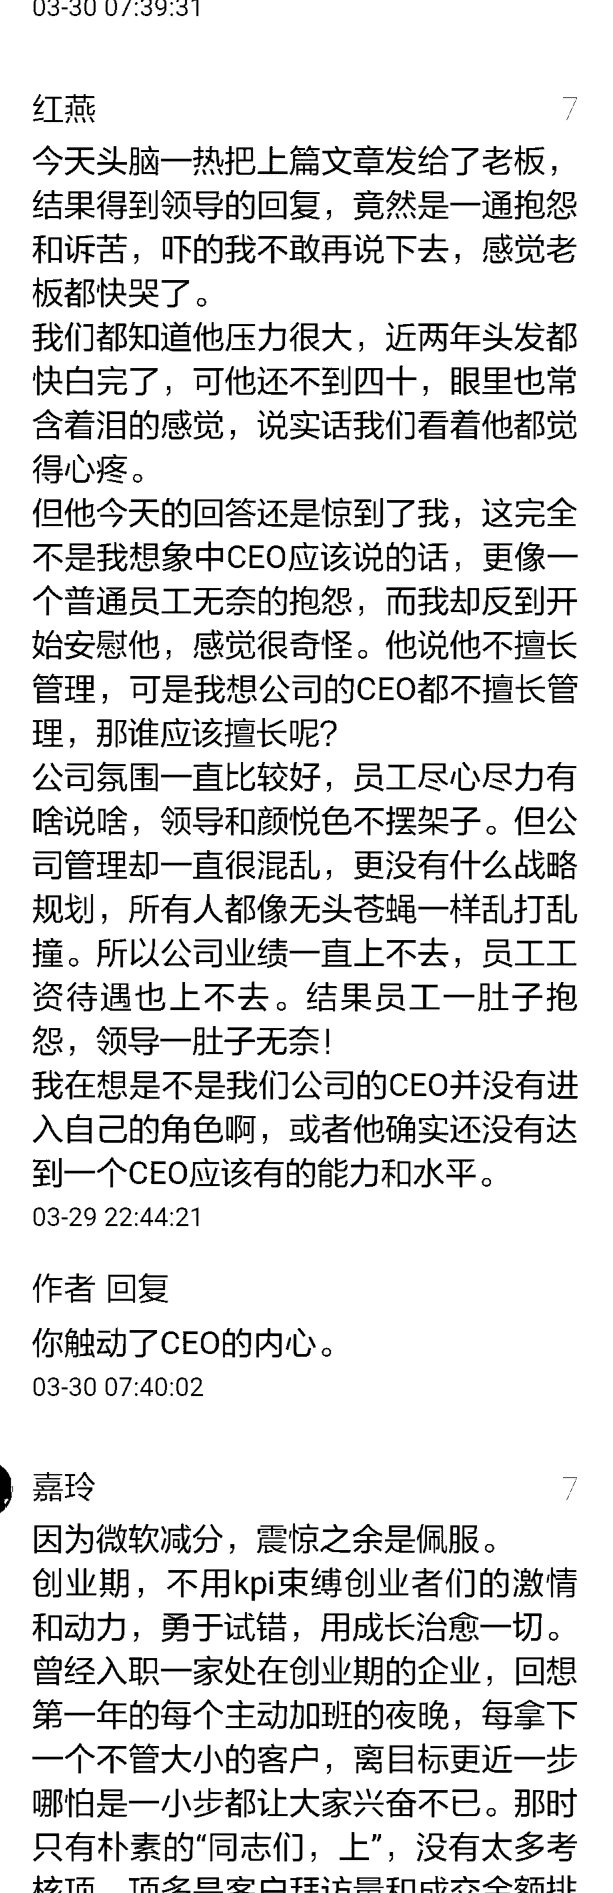 03-30 07:39:31
红燕 7
今天头脑一热把上篇文章发给了老板，
结果得到领导的回复，竟然是一通抱怨
和诉苦，吓的我不敢再说下去，感觉老
板都快哭了。
我们都知道他压力很大，近两年头发都
快白完了，可他还不到四十，眼里也常
含着泪的感觉，说实话我们看着他都觉
得心疼。
但他今天的回答还是惊到了我，这完全
不是我想象中CEO应该说的话，更像一
个普通员工无奈的抱怨，而我却反到开
始安慰他，感觉很奇怪。他说他不擅长
管理，可是我想公司的CEO都不擅长管
理，那谁应该擅长呢？
公司氛围一直比较好，员工尽心尽力有
啥说啥，领导和颜悦色不摆架子。但公
司管理却一直很混乱，更没有什么战略
规划，所有人都像无头苍蝇一样乱打乱
撞。所以公司业绩一直上不去，员工工
资待遇也上不去。结果员工一肚子抱
怨，领导一肚子无奈！
我在想是不是我们公司的CEO并没有进
入自己的角色啊，或者他确实还没有达
到一个CEO应该有的能力和水平。
03-29 22:44:21
作者 回复
你触动了CEO的内心。
03-30 07:40:02
嘉玲 7
因为微软减分，震惊之余是佩服。
创业期，不用kpi束缚创业者们的激情
和动力，勇于试错，用成长治愈一切。
曾经入职一家处在创业期的企业，回想
第一年的每个主动加班的夜晚，每拿下
一个不管大小的客户，离目标更近一步
哪怕是一小步都让大家兴奋不已。那时
只有朴素的“同志们，上”，没有太多考
核项，顶多是客户拜访量和成交金额排